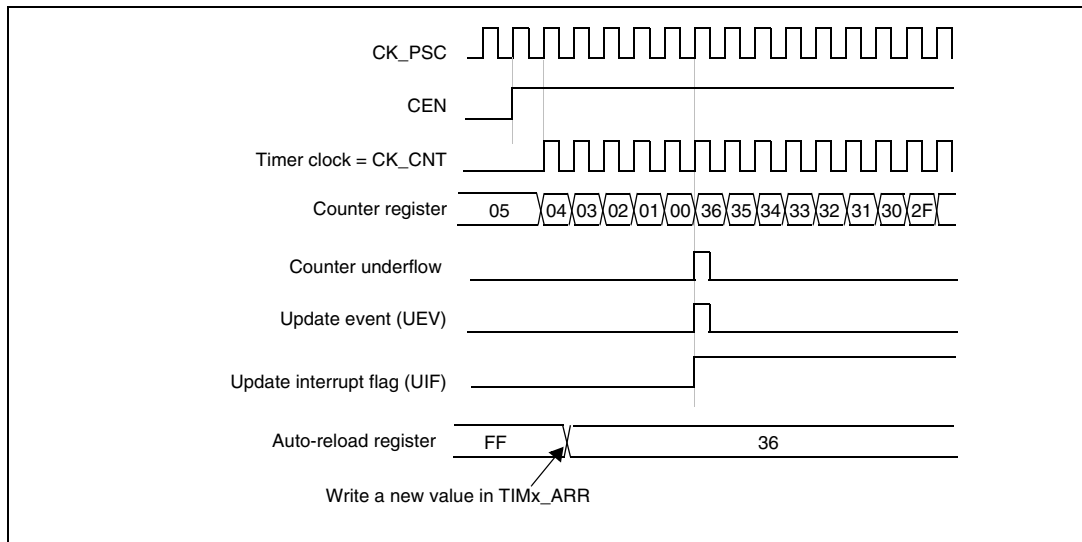 CK_PSC
CEN
Timer clock = CK_CNT
Counter register 05 04 03 02 01 00 36 35 34 33 32 31 30 2F
Counter underflow
Update event (UEV)
Update interrupt flag (UIF)
Auto-reload register FF 36
Write a new value in TIMx_ARR